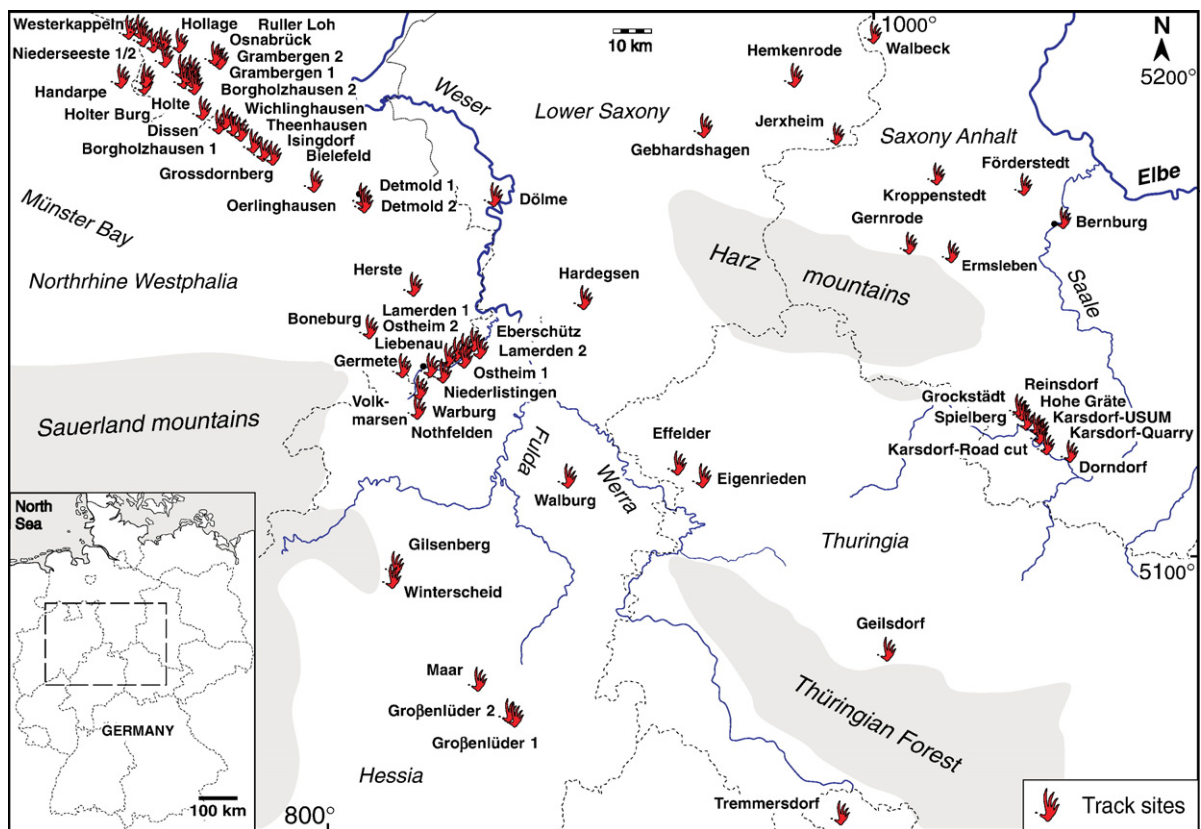 Westerkappeln
Hollage
Ruller Loh
Osnabrück
Niederseeste 1/2
Grambergen 2
Grambergen 1
Handarpe
Borgholzhausen 2
Holte
Wichlinghausen
Holter Burg
Theenhausen
Dissen
Isingdorf
Borgholzhausen 1
Bielefeld
Grossdornberg
Oerlinghausen
Detmold 1
Detmold 2
Dölme
Weser
Lower Saxony
10 km
1000°
N
5200°
Walbeck
Hemkenrode
Jerxheim
Gebhardshagen
Saxony Anhalt
Förderstedt
Kroppenstedt
Elbe
Bernburg
Gernrode
Ermsleben
Saale
Harz
mountains
Münster Bay
Northrhine Westphalia
Herste
Hardegsen
Boneburg
Lamerden 1
Ostheim 2
Liebenau
Eberschütz
Lamerden 2
Germete
Ostheim 1
Niederlistingen
Volk-
marsen
Warburg
Nothfelden
Sauerland mountains
Fulda
Werra
Walburg
Effelder
Eigenrieden
Reinsdorf
Grockstädt
Hohe Gräte
Spielberg
Karsdorf-USUM
Karsdorf-Quarry
Karsdorf-Road cut
Dorndorf
Thuringia
5100°
Gilsenberg
Winterscheid
Geilsdorf
Maar
Großenlüder 2
Großenlüder 1
Thüringian Forest
Hessia
Tremmersdorf
800°
North
Sea
GERMANY
100 km
Track sites